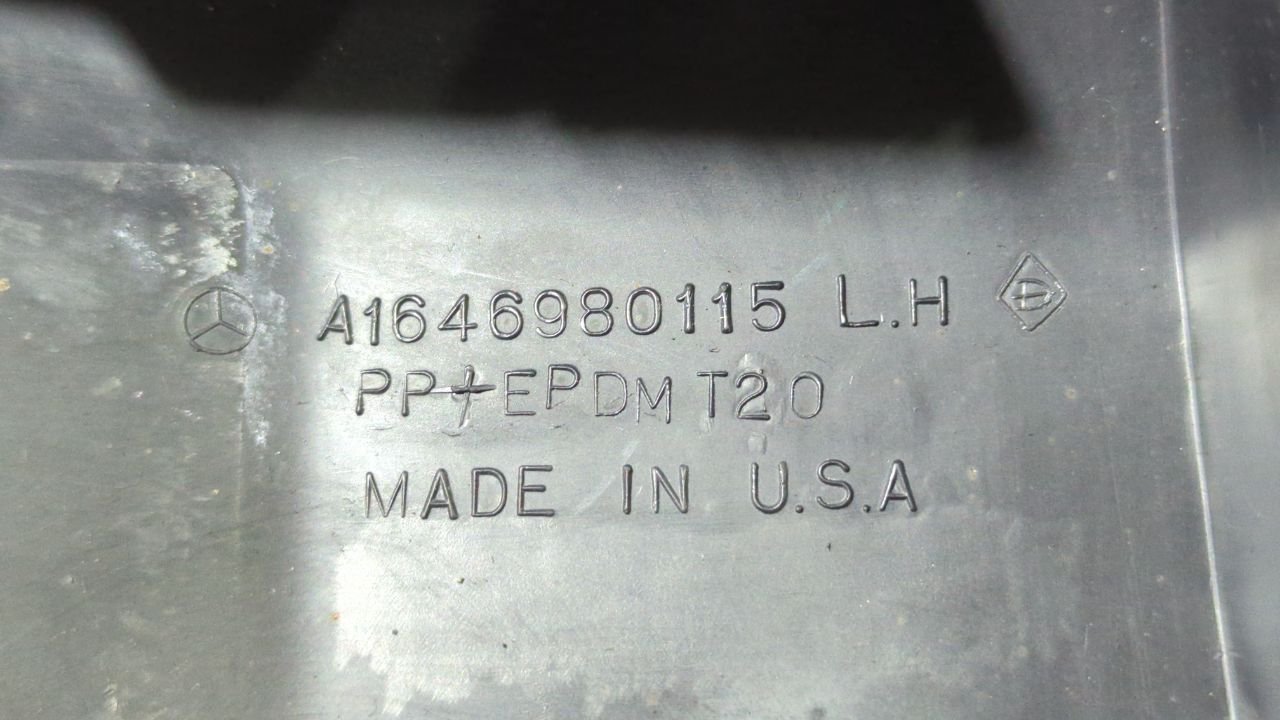 A1646980115 L.H
PP+EPDM T20
MADE IN U.S.A